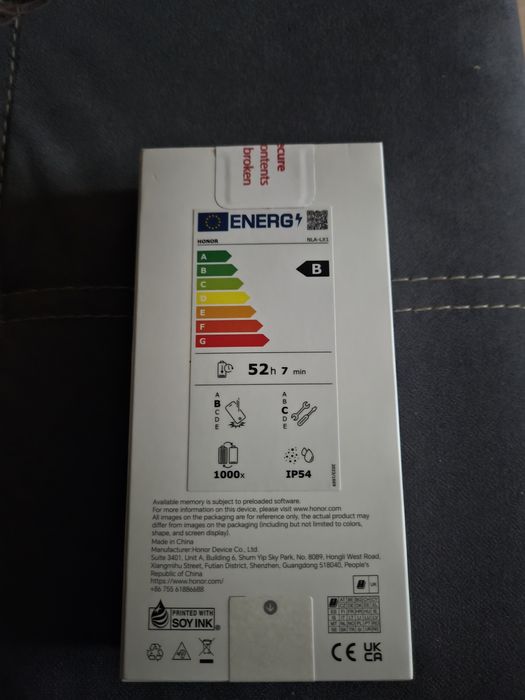 ecure
ontents
broken
ENERG
HONOR
NLA-LX1
A
B
C
D
E
F
G
B
52h 7 min
A
B
C
D
E
A
B
C
D
E
1000x
IP54
2023/1669
Available memory is subject to preloaded software.
For more information on this device, please visit www.honor.com
All images on the packaging are for reference only, the actual product may
differ from images on the packaging (including but not limited to colors,
shape, and screen display).
Made in China
Manufacturer:Honor Device Co., Ltd.
Suite 3401, Unit A, Building 6, Shum Yip Sky Park, No. 8089, Hongli West Road,
Xiangmihu Street, Futian District, Shenzhen, Guangdong 518040, People's
Republic of China
https://www.honor.com/
+86 755 61886688
PRINTED WITH
SOY INK
CE
UK
CA